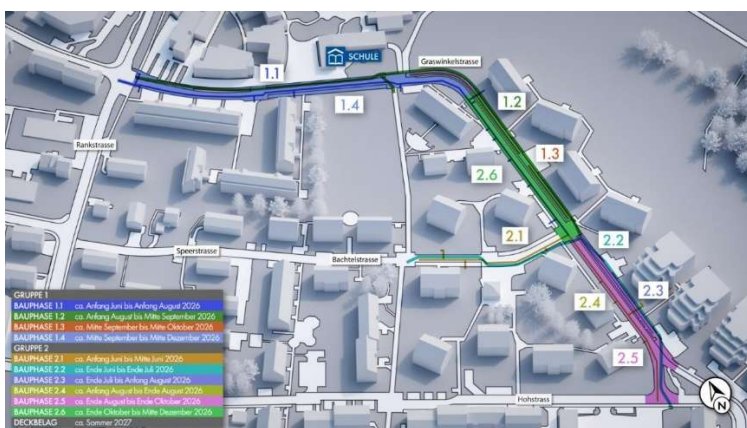 SCHULE
Graswinkelstrasse
1.1
1.4
1.2
1.3
Rankstrasse
2.6
2.1
2.2
Speerstrasse
Bachtelstrasse
2.3
2.4
2.5
Hohstrass
N
GRUPPE 1
BAUPHASE 1.1 ca. Anfang Juni bis Anfang August 2026
BAUPHASE 1.2 ca. Anfang August bis Mitte September 2026
BAUPHASE 1.3 ca. Mitte September bis Mitte Oktober 2026
BAUPHASE 1.4 ca. Mitte September bis Mitte Dezember 2026
GRUPPE 2
BAUPHASE 2.1 ca. Anfang Juni bis Mitte Juni 2026
BAUPHASE 2.2 ca. Ende Juni bis Ende Juli 2026
BAUPHASE 2.3 ca. Ende Juli bis Anfang August 2026
BAUPHASE 2.4 ca. Anfang August bis Ende August 2026
BAUPHASE 2.5 ca. Ende August bis Ende Oktober 2026
BAUPHASE 2.6 ca. Ende Oktober bis Mitte Dezember 2026
DECKBELAG ca. Sommer 2027